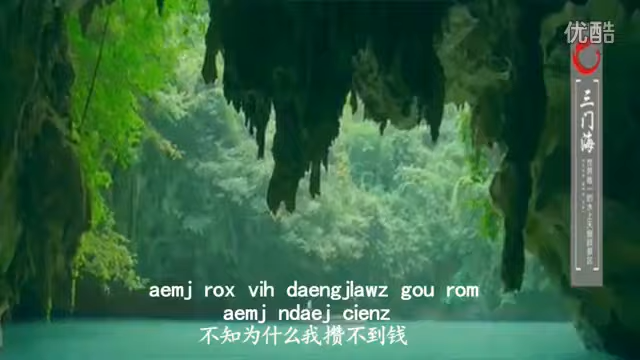 优酷
三门海
aemj rox vih daengjlawz gou rom
aemj ndaej cienz
不知为什么我攒不到钱